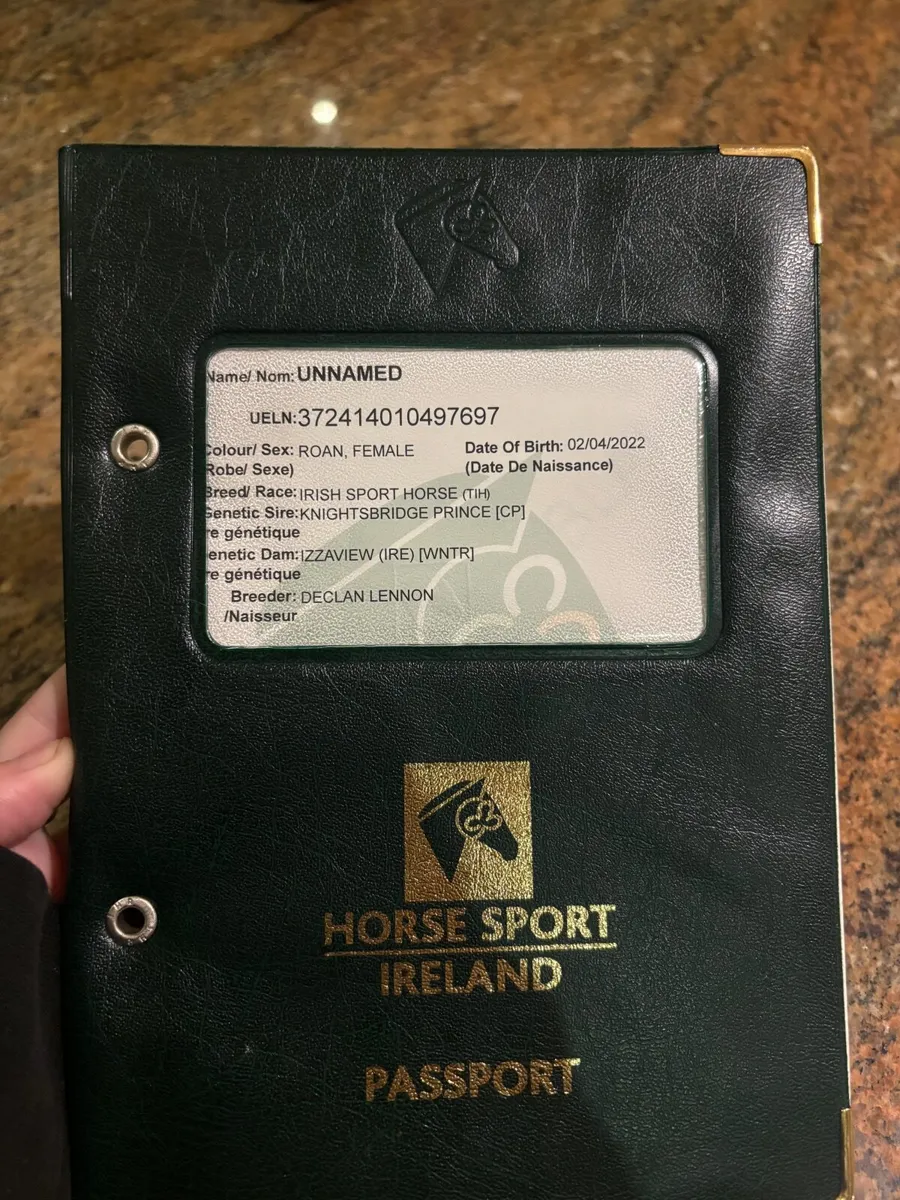 Name/ Nom: UNNAMED
UELN: 372414010497697
Colour/ Sex: ROAN, FEMALE Date Of Birth: 02/04/2022
Robe/ Sexe) (Date De Naissance)
Breed/ Race: IRISH SPORT HORSE (TIH)
Genetic Sire: KNIGHTSBRIDGE PRINCE [CP]
re génétique
enetic Dam: IZZAVIEW (IRE) [WNTR]
re génétique
Breeder: DECLAN LENNON
/Naisseur
HORSE SPORT
IRELAND
PASSPORT